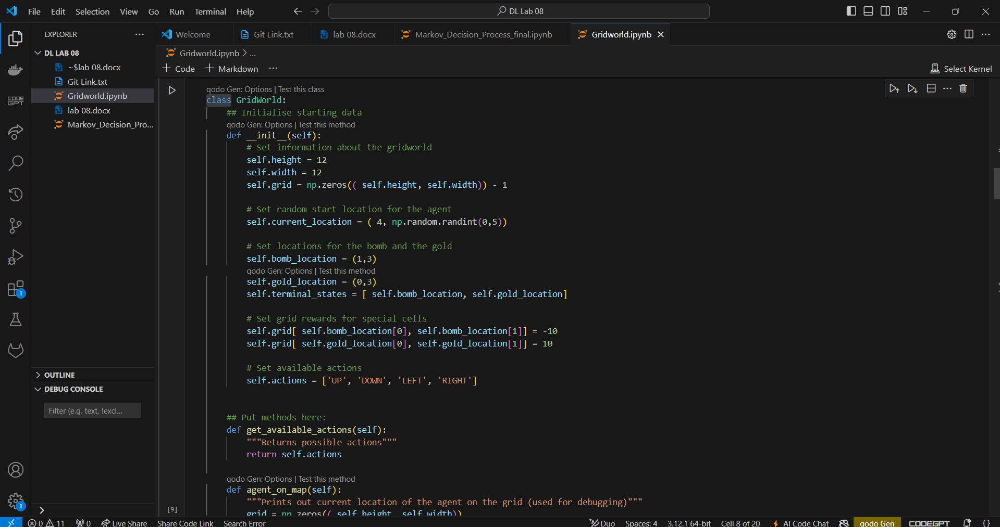 File Edit Selection View Go Run Terminal Help
DL Lab 08
EXPLORER
Welcome
Git Link.txt
lab 08.docx
Markov_Decision_Process_final.ipynb
Gridworld.ipynb
DL LAB 08
~$lab 08.docx
Git Link.txt
Gridworld.ipynb
lab 08.docx
Markov_Decision_Pro...
Gridworld.ipynb > ...
+ Code + Markdown ...
Select Kernel
qodo Gen: Options | Test this class
class GridWorld:
## Initialise starting data
qodo Gen: Options | Test this method
def __init__(self):
# Set information about the gridworld
self.height = 12
self.width = 12
self.grid = np.zeros(( self.height, self.width)) - 1
# Set random start location for the agent
self.current_location = ( 4, np.random.randint(0,5))
# Set locations for the bomb and the gold
self.bomb_location = (1,3)
qodo Gen: Options | Test this method
self.gold_location = (0,3)
self.terminal_states = [ self.bomb_location, self.gold_location]
# Set grid rewards for special cells
self.grid[ self.bomb_location[0], self.bomb_location[1]] = -10
self.grid[ self.gold_location[0], self.gold_location[1]] = 10
# Set available actions
self.actions = ['UP', 'DOWN', 'LEFT', 'RIGHT']
## Put methods here:
def get_available_actions(self):
"""Returns possible actions"""
return self.actions
qodo Gen: Options | Test this method
def agent_on_map(self):
"""Prints out current location of the agent on the grid (used for debugging)"""
grid = np.zeros(( self.height, self.width))
[9]
OUTLINE
DEBUG CONSOLE
Filter (e.g. text, !excl...
CODE
GPT
1
1
0 11 0 Live Share Share Code Link Search Error
Duo Spaces: 4 3.12.1 64-bit Cell 8 of 20 AI Code Chat qodo Gen CODEGPT {}